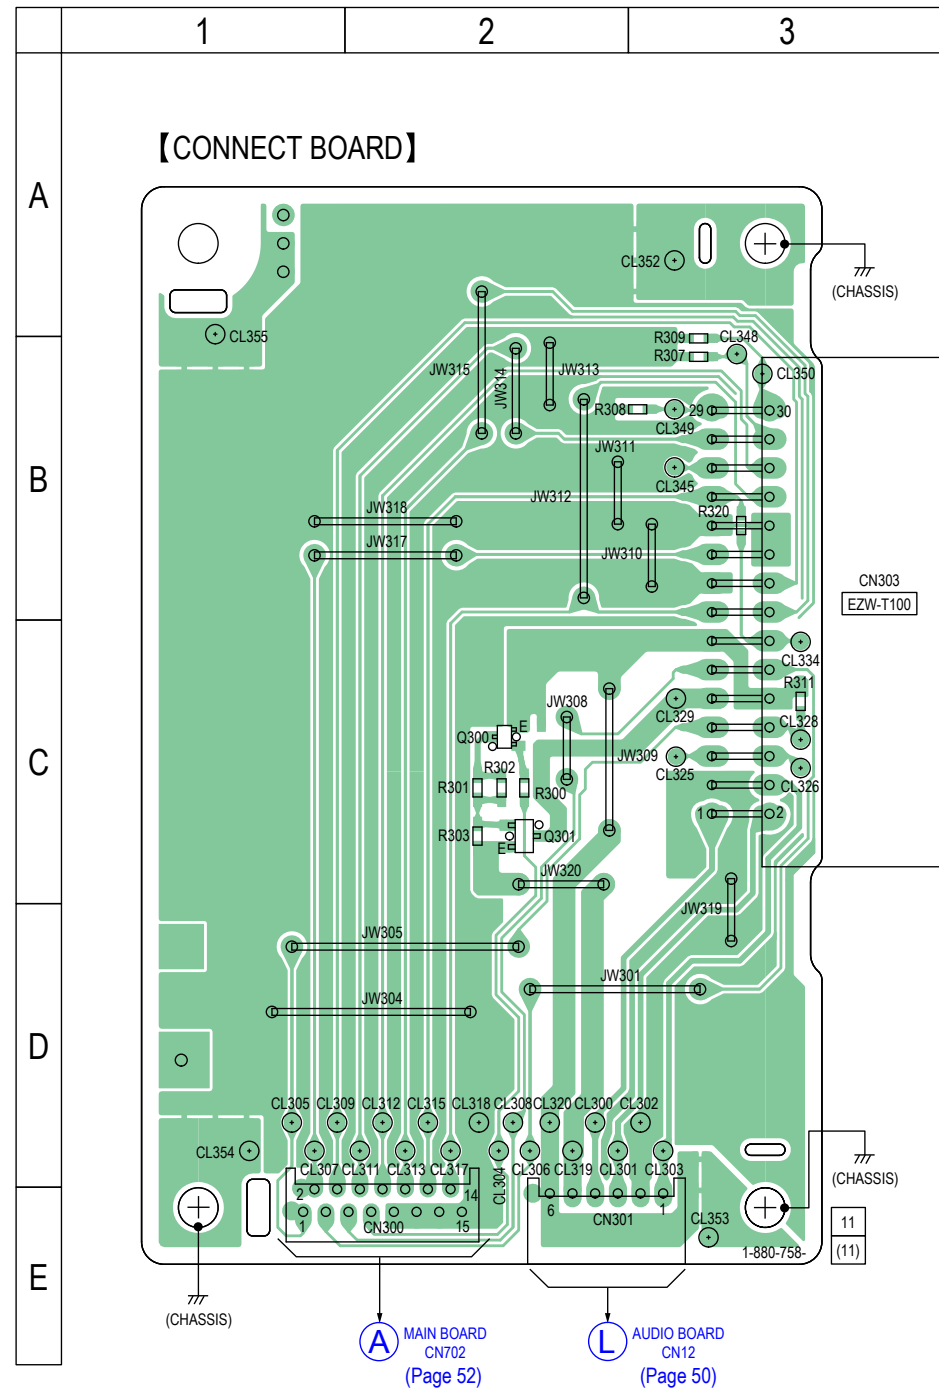 1 2 3
【CONNECT BOARD】
A
CL352
(CHASSIS)
CL355
R309 CL348
R307
JW315 JW314 JW313
CL350
B
R308 29 30
CL349
JW311
CL345
JW312
JW318
R320
JW317
JW310
CN303
EZW-T100
CL334
R311
JW308
CL329
CL328
E
Q300
C
JW309
CL325
CL326
R302
R301 R300
1 2
R303
Q301
E
JW320
JW319
JW305
JW301
JW304
D
CL305 CL309 CL312 CL315 CL318 CL308 CL320 CL300 CL302
CL354
CL307 CL311 CL313 CL317 CL304 CL306 CL319 CL301 CL303
(CHASSIS)
2 14
1 CN300 15
6 CN301 1
CL353
11
1-880-758-
(11)
E
(CHASSIS)
A MAIN BOARD
CN702
(Page 52)
L AUDIO BOARD
CN12
(Page 50)